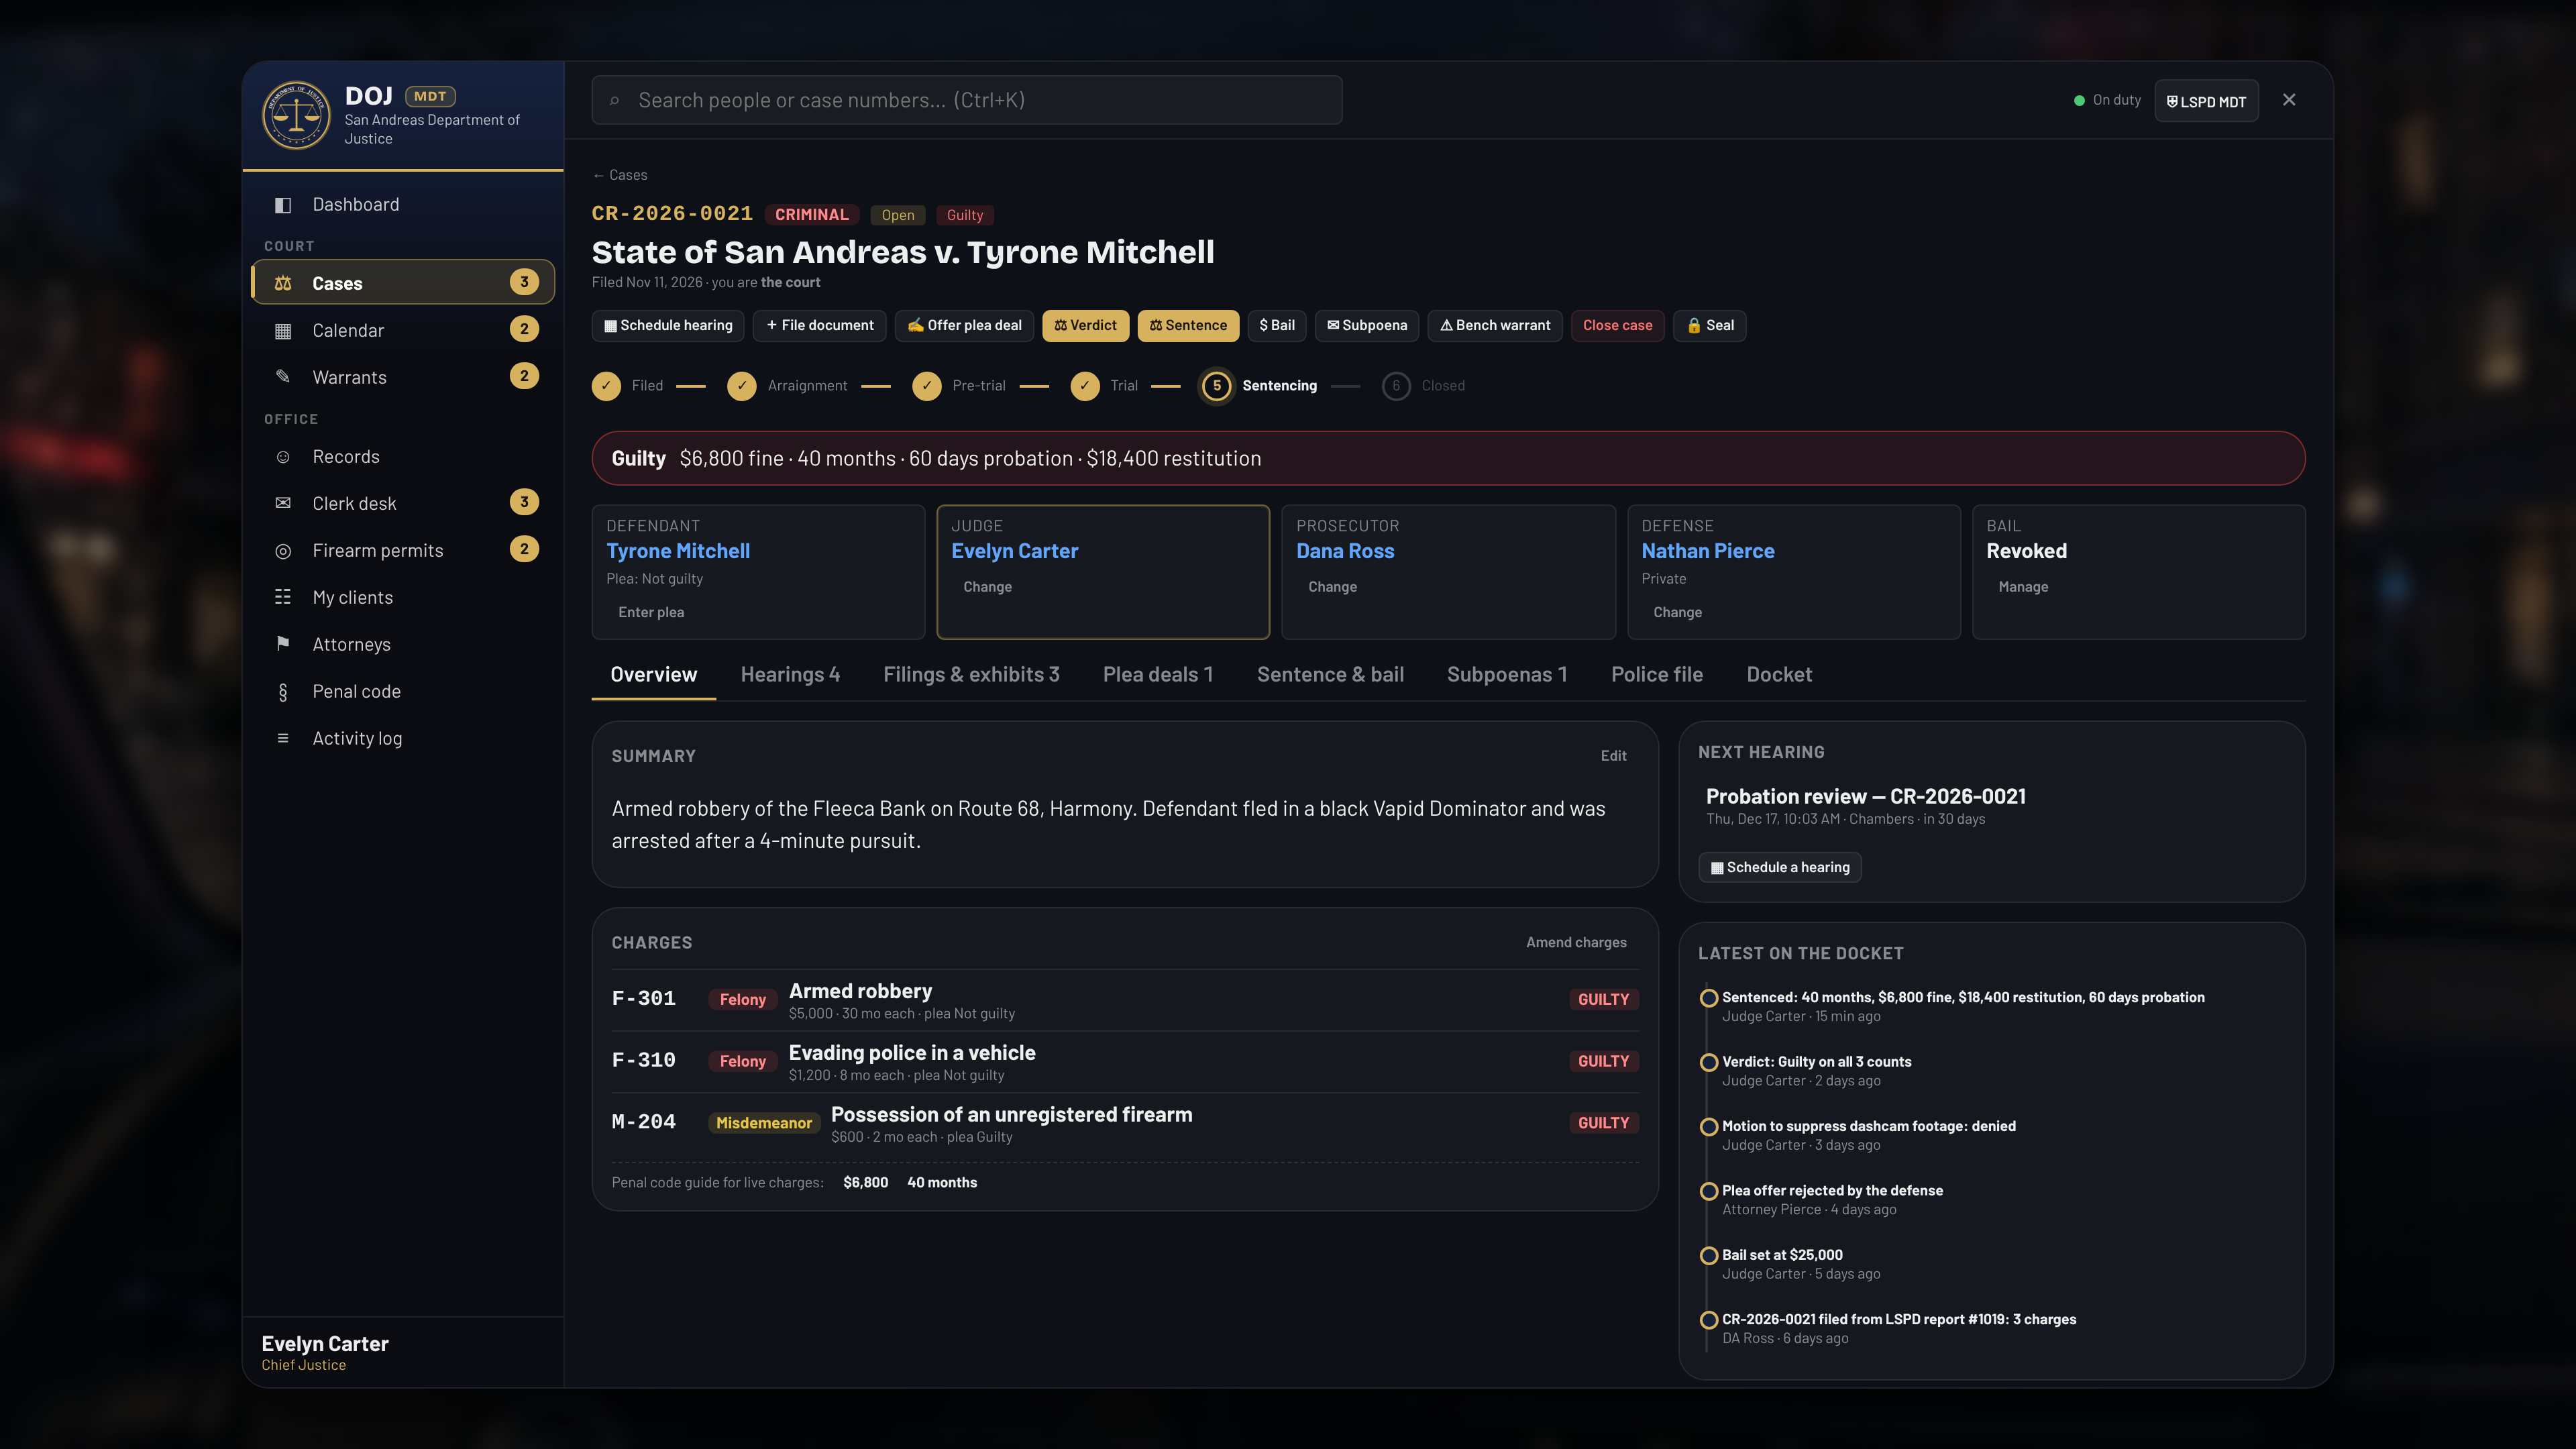 DEPARTMENT OF JUSTICE
DOJ MDT
San Andreas Department of
Justice
Dashboard
COURT
Cases 3
Calendar 2
Warrants 2
OFFICE
Records
Clerk desk 3
Firearm permits 2
My clients
Attorneys
§ Penal code
Activity log
Evelyn Carter
Chief Justice
Search people or case numbers... (Ctrl+K)
On duty
LSPD MDT
✕
← Cases
CR-2026-0021 CRIMINAL Open Guilty
State of San Andreas v. Tyrone Mitchell
Filed Nov 11, 2026 · you are the court
Schedule hearing
+ File document
Offer plea deal
Verdict
Sentence
$ Bail
Subpoena
Bench warrant
Close case
Seal
✓ Filed
✓ Arraignment
✓ Pre-trial
✓ Trial
5 Sentencing
6 Closed
Guilty $6,800 fine · 40 months · 60 days probation · $18,400 restitution
DEFENDANT
Tyrone Mitchell
Plea: Not guilty
Enter plea
JUDGE
Evelyn Carter
Change
PROSECUTOR
Dana Ross
Change
DEFENSE
Nathan Pierce
Private
Change
BAIL
Revoked
Manage
Overview
Hearings 4
Filings & exhibits 3
Plea deals 1
Sentence & bail
Subpoenas 1
Police file
Docket
SUMMARY
Edit
Armed robbery of the Fleeca Bank on Route 68, Harmony. Defendant fled in a black Vapid Dominator and was
arrested after a 4-minute pursuit.
CHARGES
Amend charges
F-301 Felony Armed robbery GUILTY
$5,000 · 30 mo each · plea Not guilty
F-310 Felony Evading police in a vehicle GUILTY
$1,200 · 8 mo each · plea Not guilty
M-204 Misdemeanor Possession of an unregistered firearm GUILTY
$600 · 2 mo each · plea Guilty
Penal code guide for live charges: $6,800 40 months
NEXT HEARING
Probation review — CR-2026-0021
Thu, Dec 17, 10:03 AM · Chambers · in 30 days
Schedule a hearing
LATEST ON THE DOCKET
Sentenced: 40 months, $6,800 fine, $18,400 restitution, 60 days probation
Judge Carter · 15 min ago
Verdict: Guilty on all 3 counts
Judge Carter · 2 days ago
Motion to suppress dashcam footage: denied
Judge Carter · 3 days ago
Plea offer rejected by the defense
Attorney Pierce · 4 days ago
Bail set at $25,000
Judge Carter · 5 days ago
CR-2026-0021 filed from LSPD report #1019: 3 charges
DA Ross · 6 days ago